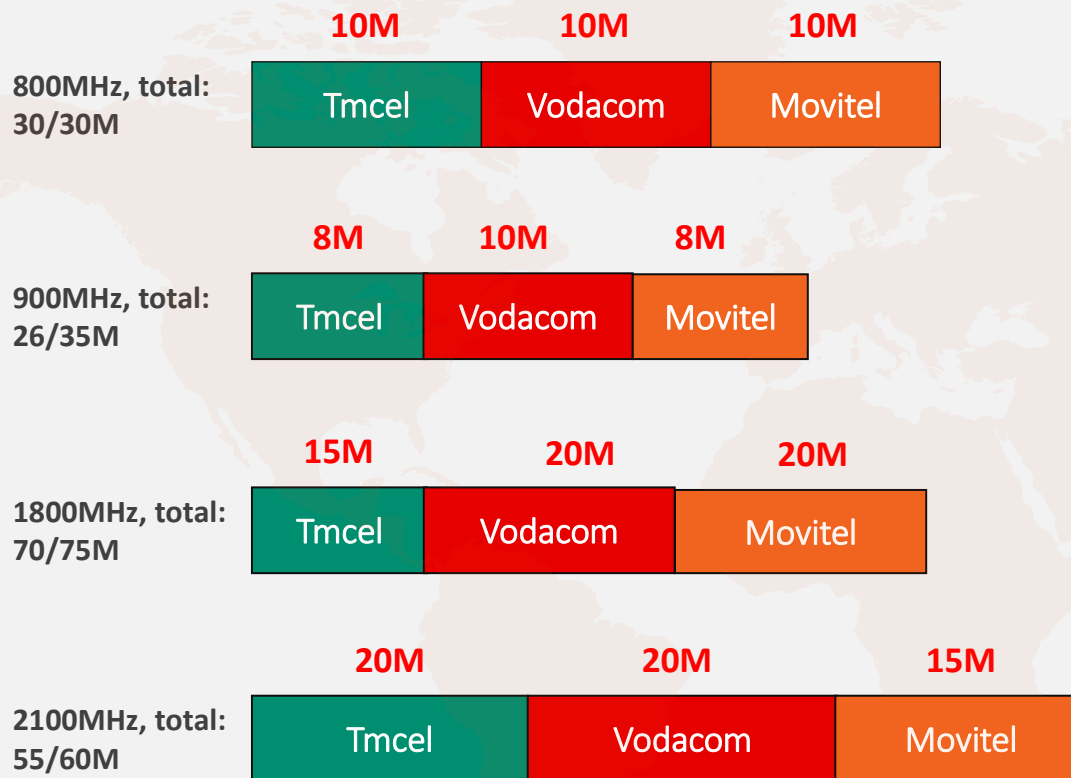 10M 10M 10M
800MHz, total:
30/30M
Tmcel Vodacom Movitel
8M 10M 8M
900MHz, total:
26/35M
Tmcel Vodacom Movitel
15M 20M 20M
1800MHz, total:
70/75M
Tmcel Vodacom Movitel
20M 20M 15M
2100MHz, total:
55/60M
Tmcel Vodacom Movitel